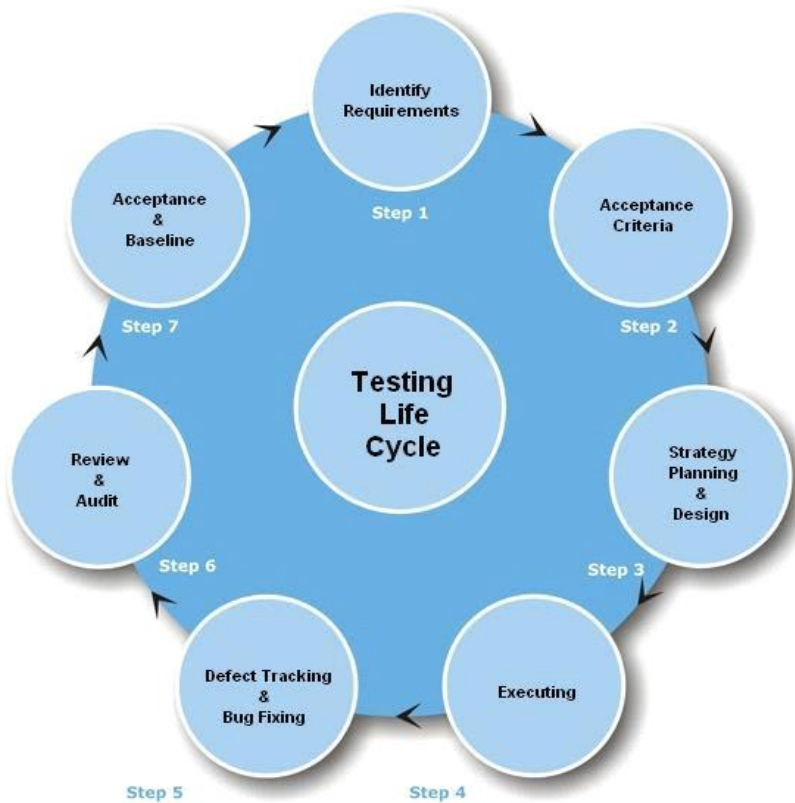 Identify
Requirements
Step 1
Acceptance
Criteria
Step 2
Strategy
Planning
&
Design
Step 3
Executing
Step 4
Defect Tracking
&
Bug Fixing
Step 5
Review
&
Audit
Step 6
Acceptance
&
Baseline
Step 7
Testing
Life
Cycle